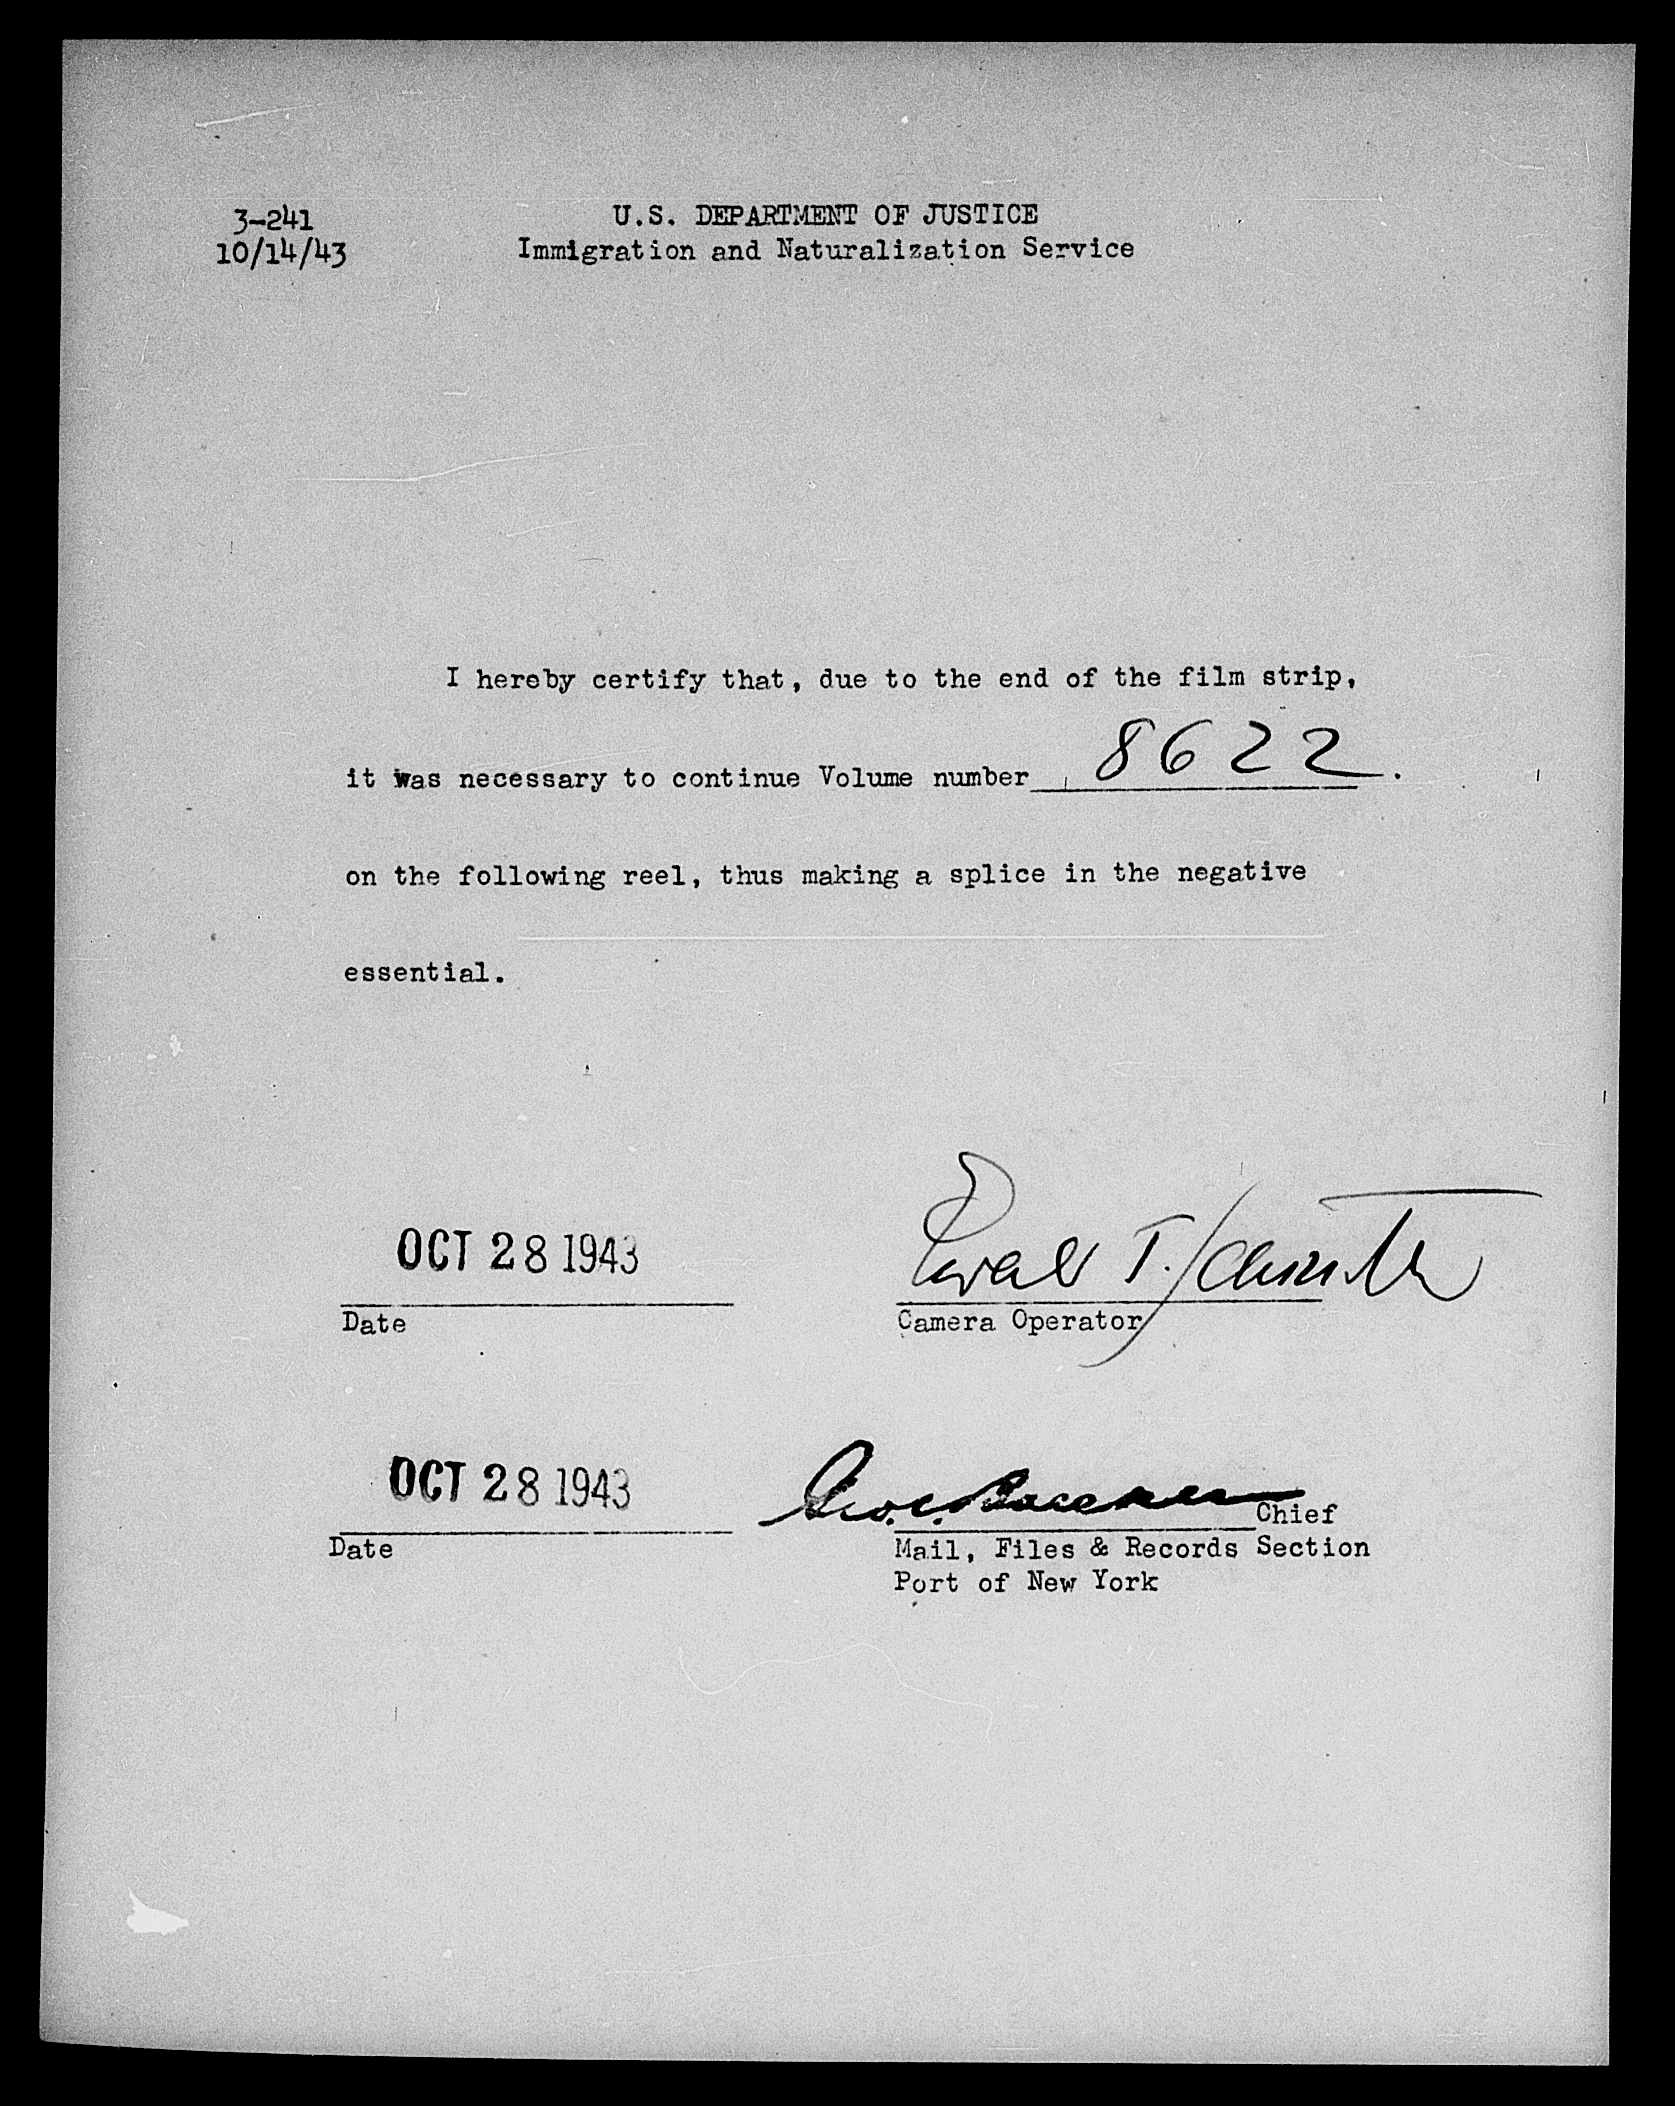 3-241
10/14/43
U.S. DEPARTMENT OF JUSTICE
Immigration and Naturalization Service
I hereby certify that, due to the end of the film strip,
it was necessary to continue Volume number 8622.
on the following reel, thus making a splice in the negative
essential.
OCT 28 1943
Date
T.
Camera Operator
OCT 28 1943
Date
Geo. C.
Chief
Mail, Files & Records Section
Port of New York